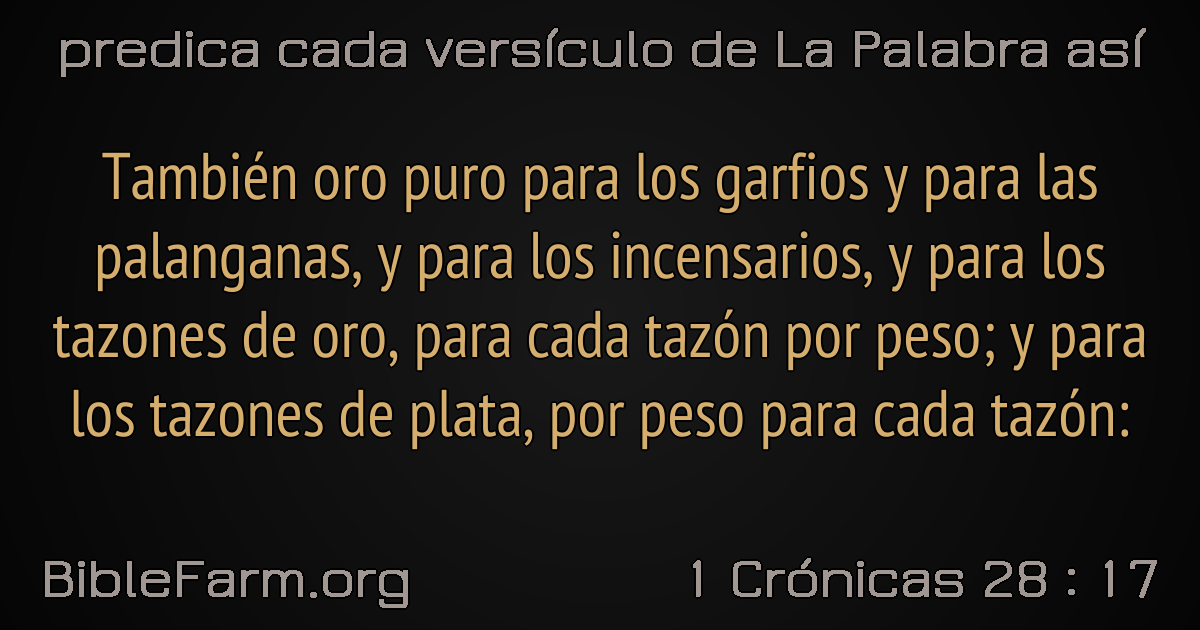 predica cada versículo de La Palabra así
También oro puro para los garfios y para las
palanganas, y para los incensarios, y para los
tazones de oro, para cada tazón por peso; y para
los tazones de plata, por peso para cada tazón:
BibleFarm.org
1 Crónicas 28 : 17